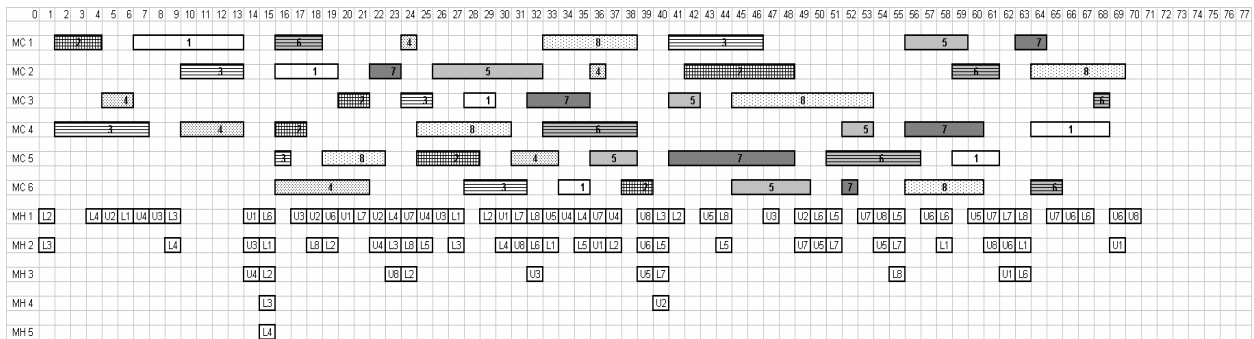 0 1 2 3 4 5 6 7 8 9 10 11 12 13 14 15 16 17 18 19 20 21 22 23 24 25 26 27 28 29 30 31 32 33 34 35 36 37 38 39 40 41 42 43 44 45 46 47 48 49 50 51 52 53 54 55 56 57 58 59 60 61 62 63 64 65 66 67 68 69 70 71 72 73 74 75 76 77
MC 1 2 1 6 4 8 3 5 7
MC 2 3 1 7 5 4 2 6 8
MC 3 4 2 3 1 7 5 8 6
MC 4 3 4 2 8 6 5 7 1
MC 5 3 8 2 4 5 7 6 1
MC 6 4 3 1 2 5 7 8 6
MH 1 L2 L4 U2 L1 U4 U3 L3 U1 L6 U3 U2 U6 U1 L7 U2 L4 U7 U4 U3 L1 L2 U1 L7 L8 U5 U4 L4 U7 U4 U8 L3 L2 U5 U8 U3 U2 L6 L5 U7 U8 L5 U6 L6 U5 U7 L7 L8 U7 U6 L6 U6 U8
MH 2 L3 L4 U3 L1 L8 L2 U4 L3 L8 L5 L3 L4 U8 L6 L3 L5 U1 L2 U6 L5 L5 U7 U5 L7 U5 L7 L1 U8 U6 L1 U1
MH 3 U4 L2 U8 L2 U3 U5 L7 L8 U1 L6
MH 4 L3 U2
MH 5 L4